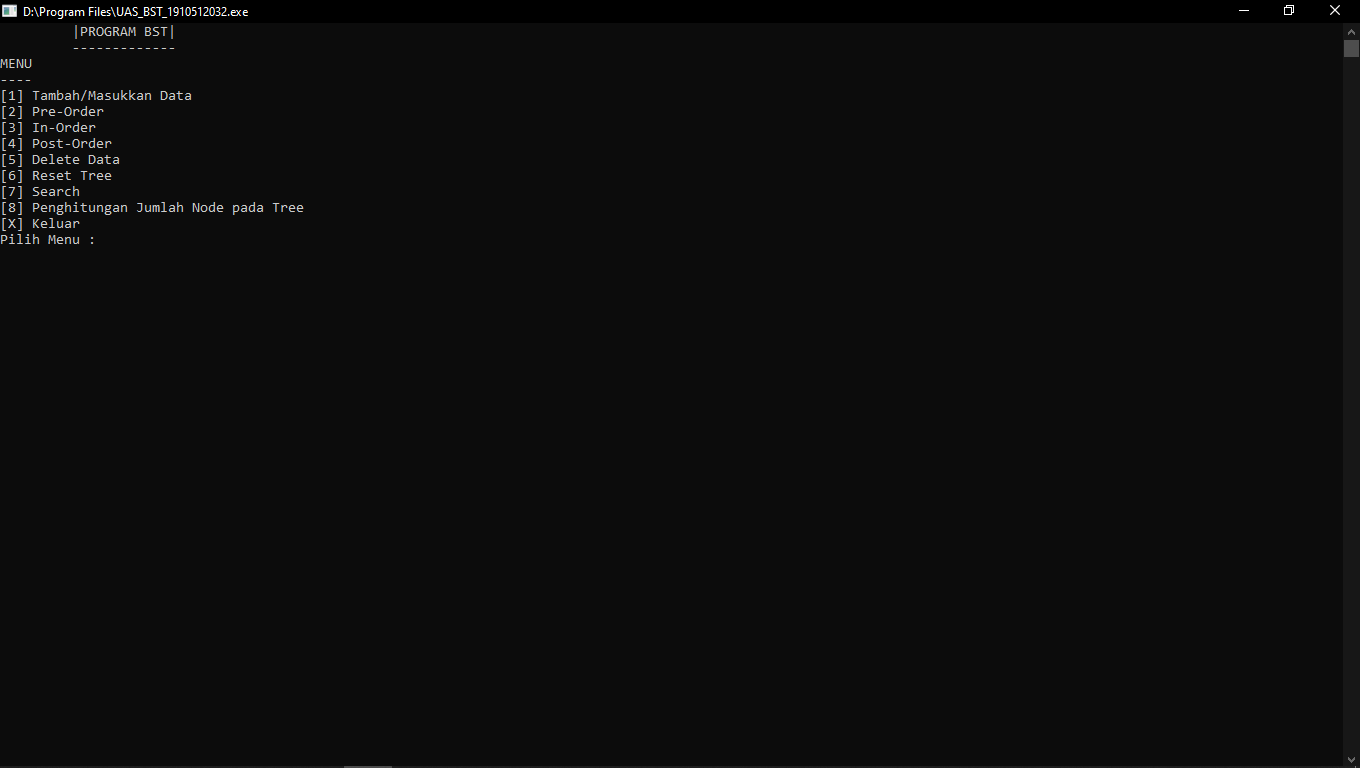 D:\Program Files\UAS_BST_1910512032.exe
|PROGRAM BST|
-------------
MENU
----
[1] Tambah/Masukkan Data
[2] Pre-Order
[3] In-Order
[4] Post-Order
[5] Delete Data
[6] Reset Tree
[7] Search
[8] Penghitungan Jumlah Node pada Tree
[X] Keluar
Pilih Menu :